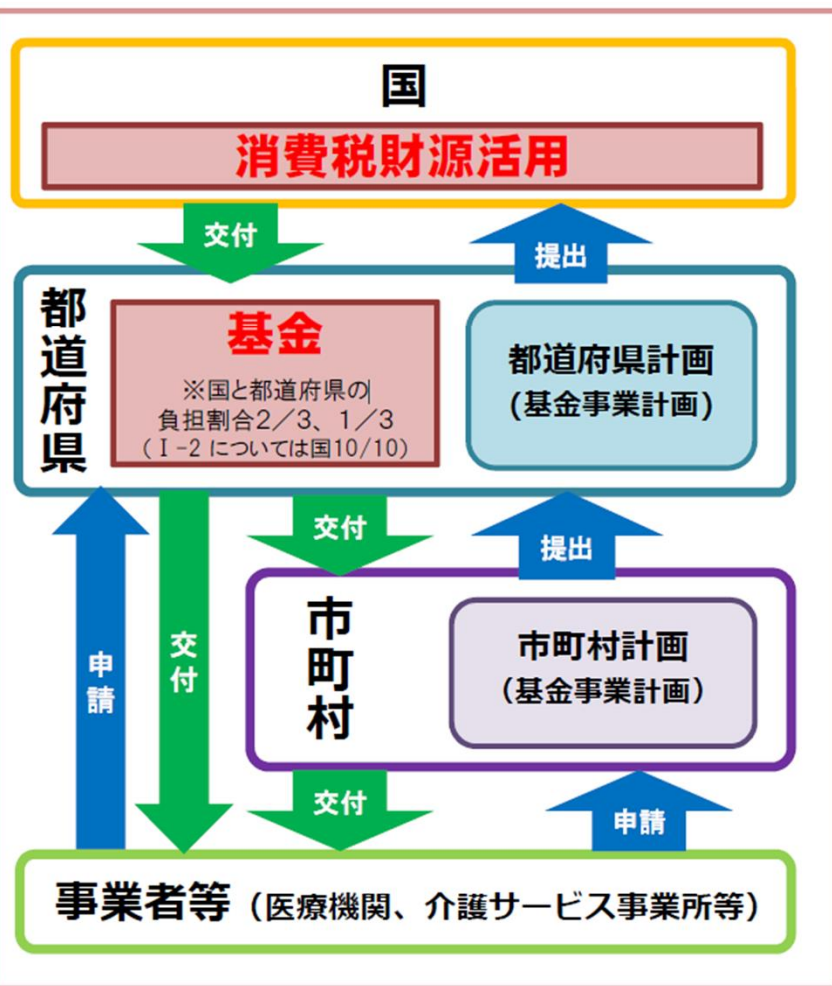 国
消費税財源活用
交付
提出
都道府県
基金
※国と都道府県の
負担割合2／3、1／3
(Ⅰ-2 については国10/10)
都道府県計画
(基金事業計画)
交付
提出
申請
交付
市町村
市町村計画
（基金事業計画）
交付
申請
事業者等（医療機関、介護サービス事業所等）